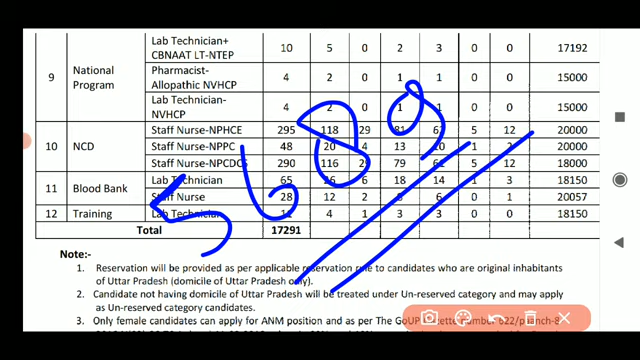 Lab Technician+ CBNAAT LT-NTEP 10 5 0 2 3 0 0 17192
9 National Program Pharmacist-Allopathic NVHCP 4 2 0 1 1 0 0 15000
Lab Technician-NVHCP 4 2 0 1 1 0 0 15000
Staff Nurse-NPHCE 295 118 29 81 62 5 12 20000
10 NCD Staff Nurse-NPPC 48 20 4 13 10 1 2 20000
Staff Nurse-NPCDCS 290 116 79 5 12 18000
11 Blood Bank Lab Technician 65 26 6 18 14 1 3 18150
Staff Nurse 28 12 2 6 0 1 20057
12 Training Lab Technician 11 4 1 3 3 0 0 18150
Total 17291
Note:-
1. Reservation will be provided as per applicable reservation rule to candidates who are original inhabitants
of Uttar Pradesh (domicile of Uttar Pradesh only).
2. Candidate not having domicile of Uttar Pradesh will be treated under Un-reserved category and may apply
as Un-reserved category candidates.
3. Only female candidates can apply for ANM position and as per The GoUP number 622/